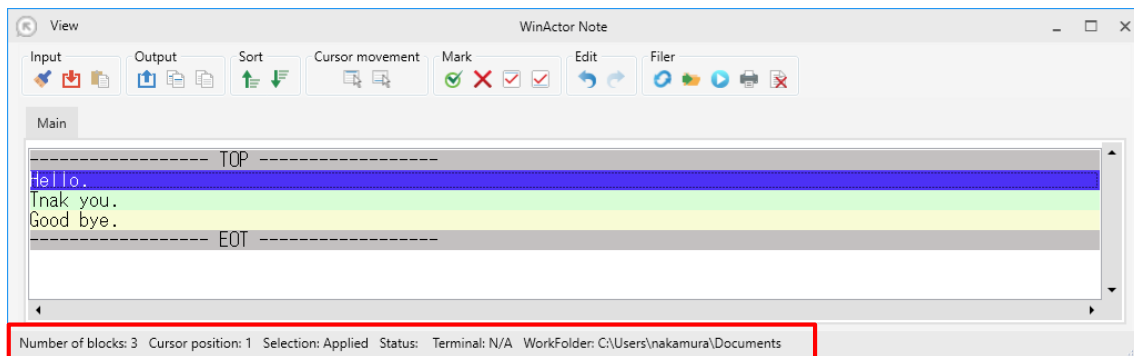 View WinActor Note
Input Output Sort Cursor movement Mark Edit Filer
Main
------------------ TOP ------------------
Hello.
Tnak you.
Good bye.
------------------ EOT ------------------
Number of blocks: 3 Cursor position: 1 Selection: Applied Status: Terminal: N/A WorkFolder: C:\Users\nakamura\Documents